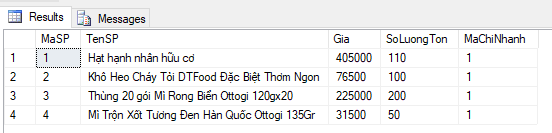 Results Messages
MaSP TenSP Gia SoLuongTon MaChiNhanh
1 1 Hạt hạnh nhân hữu cơ 405000 110 1
2 2 Khô Heo Cháy Tỏi DTFood Đặc Biệt Thơm Ngon 76500 100 1
3 3 Thùng 20 gói Mì Rong Biển Ottogi 120gx20 225000 200 1
4 4 Mì Trộn Xốt Tương Đen Hàn Quốc Ottogi 135Gr 31500 50 1